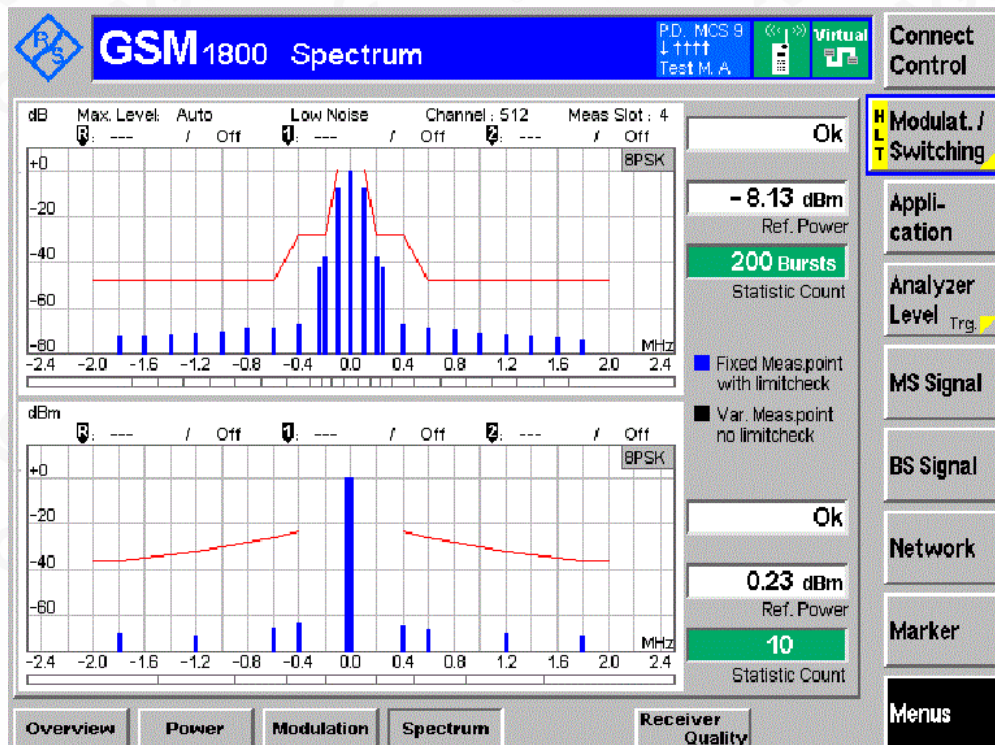 R/S
GSM 1800 Spectrum
P.D. MCS 9
↓ ↑↑↑↑
Test M. A
Virtual
Connect Control
HLT
Modulat. / Switching
Appli-
cation
Analyzer
Level Trg.
MS Signal
BS Signal
Network
Marker
Menus
dB Max. Level: Auto Low Noise Channel : 512 Meas Slot : 4
R: --- / Off 1: --- / Off 2: --- / Off
8PSK
+0
-20
-40
-60
-80
MHz
-2.4 -2.0 -1.6 -1.2 -0.8 -0.4 0.0 0.4 0.8 1.2 1.6 2.0 2.4
Ok
-8.13 dBm
Ref. Power
200 Bursts
Statistic Count
Fixed Meas.point
with limitcheck
Var. Meas.point
no limitcheck
dBm
R: --- / Off 1: --- / Off 2: --- / Off
8PSK
+0
-20
-40
-60
MHz
-2.4 -2.0 -1.6 -1.2 -0.8 -0.4 0.0 0.4 0.8 1.2 1.6 2.0 2.4
Ok
0.23 dBm
Ref. Power
10
Statistic Count
Overview Power Modulation Spectrum Receiver Quality